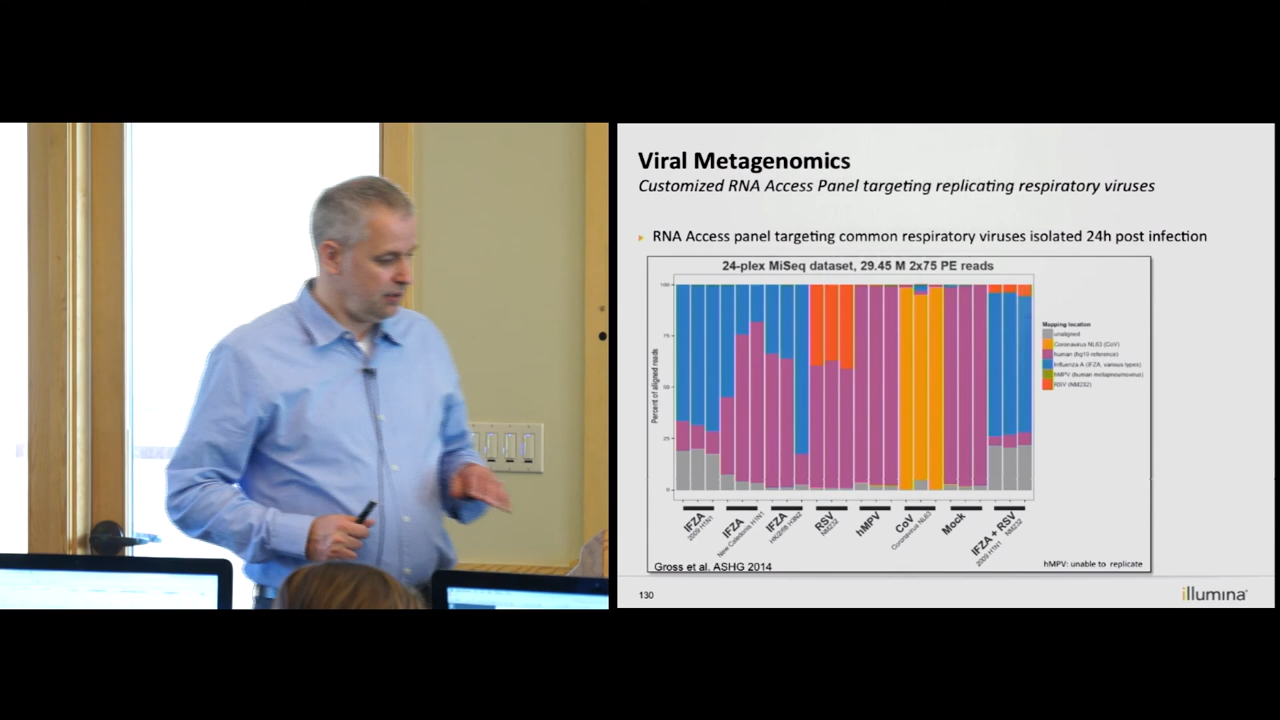 Viral Metagenomics
Customized RNA Access Panel targeting replicating respiratory viruses
RNA Access panel targeting common respiratory viruses isolated 24h post infection
24-plex MiSeq dataset, 29.45 M 2x75 PE reads
Percent of aligned reads
100
75
50
25
0
Mapping location
unaligned
Coronavirus NL63 (CoV)
human (hg19 reference)
Influenza A (IFZA, various types)
hMPV (human metapneumovirus)
RSV (NM232)
IFZA
2009 H1N1
IFZA
New Caledonia H1N1
IFZA
HK/2/68 H3N2
RSV
NM232
hMPV
CoV
Coronavirus NL63
Mock
IFZA + RSV
2009 H1N1
NM232
Gross et al. ASHG 2014
hMPV: unable to replicate
130
illumina